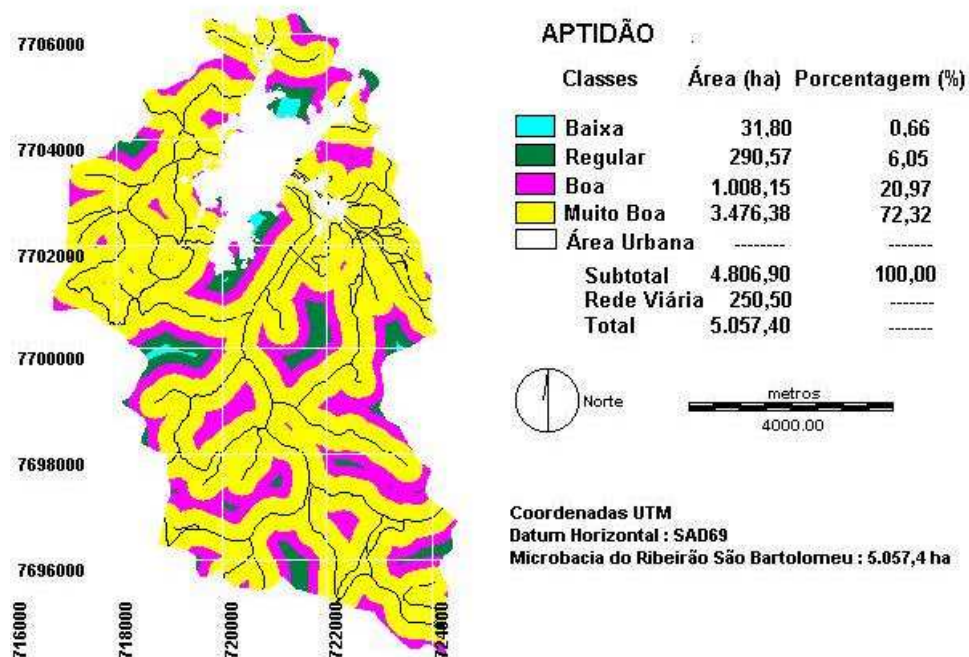 APTIDÃO
Classes Área (ha) Porcentagem (%)
Baixa 31,80 0,66
Regular 290,57 6,05
Boa 1.008,15 20,97
Muito Boa 3.476,38 72,32
Área Urbana ------- ------
Subtotal 4.806,90 100,00
Rede Viária 250,50 ------
Total 5.057,40 ------
Norte
metros
4000.00
Coordenadas UTM
Datum Horizontal : SAD69
Microbacia do Ribeirão São Bartolomeu : 5.057,4 ha
7706000
7704000
7702000
7700000
7698000
7696000
716000
718000
720000
722000
724000